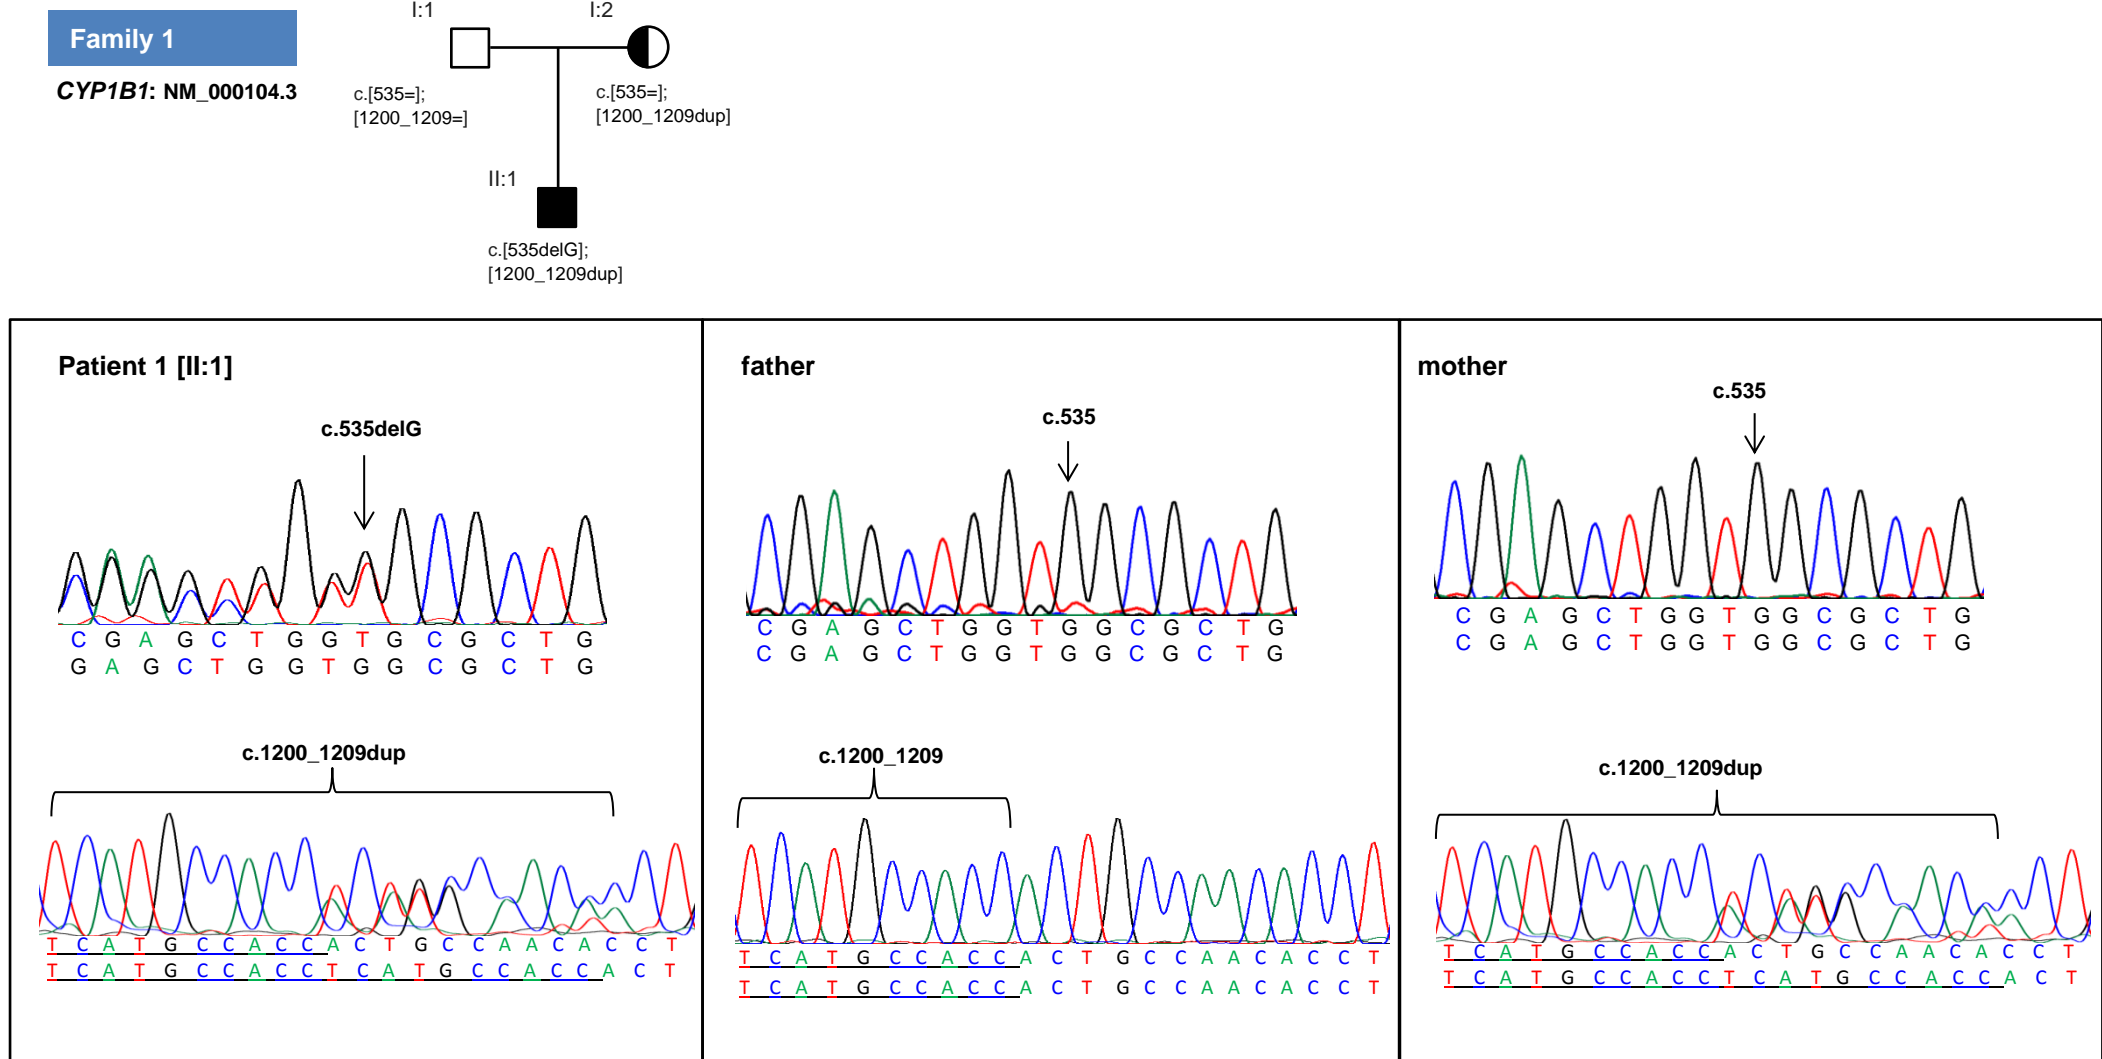 I:1
I:2
Family 1
CYP1B1: NM_000104.3
c.[535=];
[1200_1209=]
c.[535=];
[1200_1209dup]
II:1
c.[535delG];
[1200_1209dup]
Patient 1 [II:1]
c.535delG
C G A G C T G G T G C G C T G
G A G C T G G T G G C G C T G
c.1200_1209dup
T C A T G C C A C C A C T G C C A A C A C C T
T C A T G C C A C C T C A T G C C A C C A C T
father
c.535
C G A G C T G G T G G C G C T G
C G A G C T G G T G G C G C T G
c.1200_1209
T C A T G C C A C C A C T G C C A A C A C C T
T C A T G C C A C C A C T G C C A A C A C C T
mother
c.535
C G A G C T G G T G G C G C T G
C G A G C T G G T G G C G C T G
c.1200_1209dup
T C A T G C C A C C A C T G C C A A C A C C T
T C A T G C C A C C T C A T G C C A C C A C T